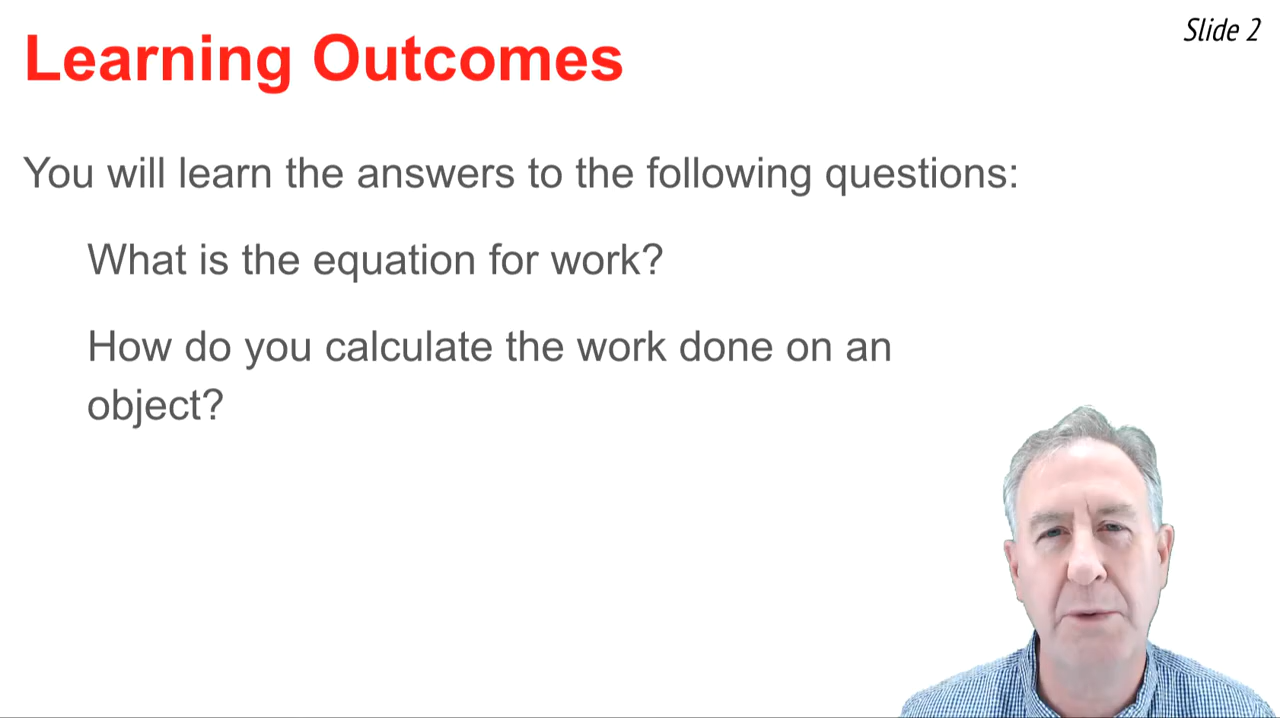 Slide 2
Learning Outcomes
You will learn the answers to the following questions:
What is the equation for work?
How do you calculate the work done on an
object?